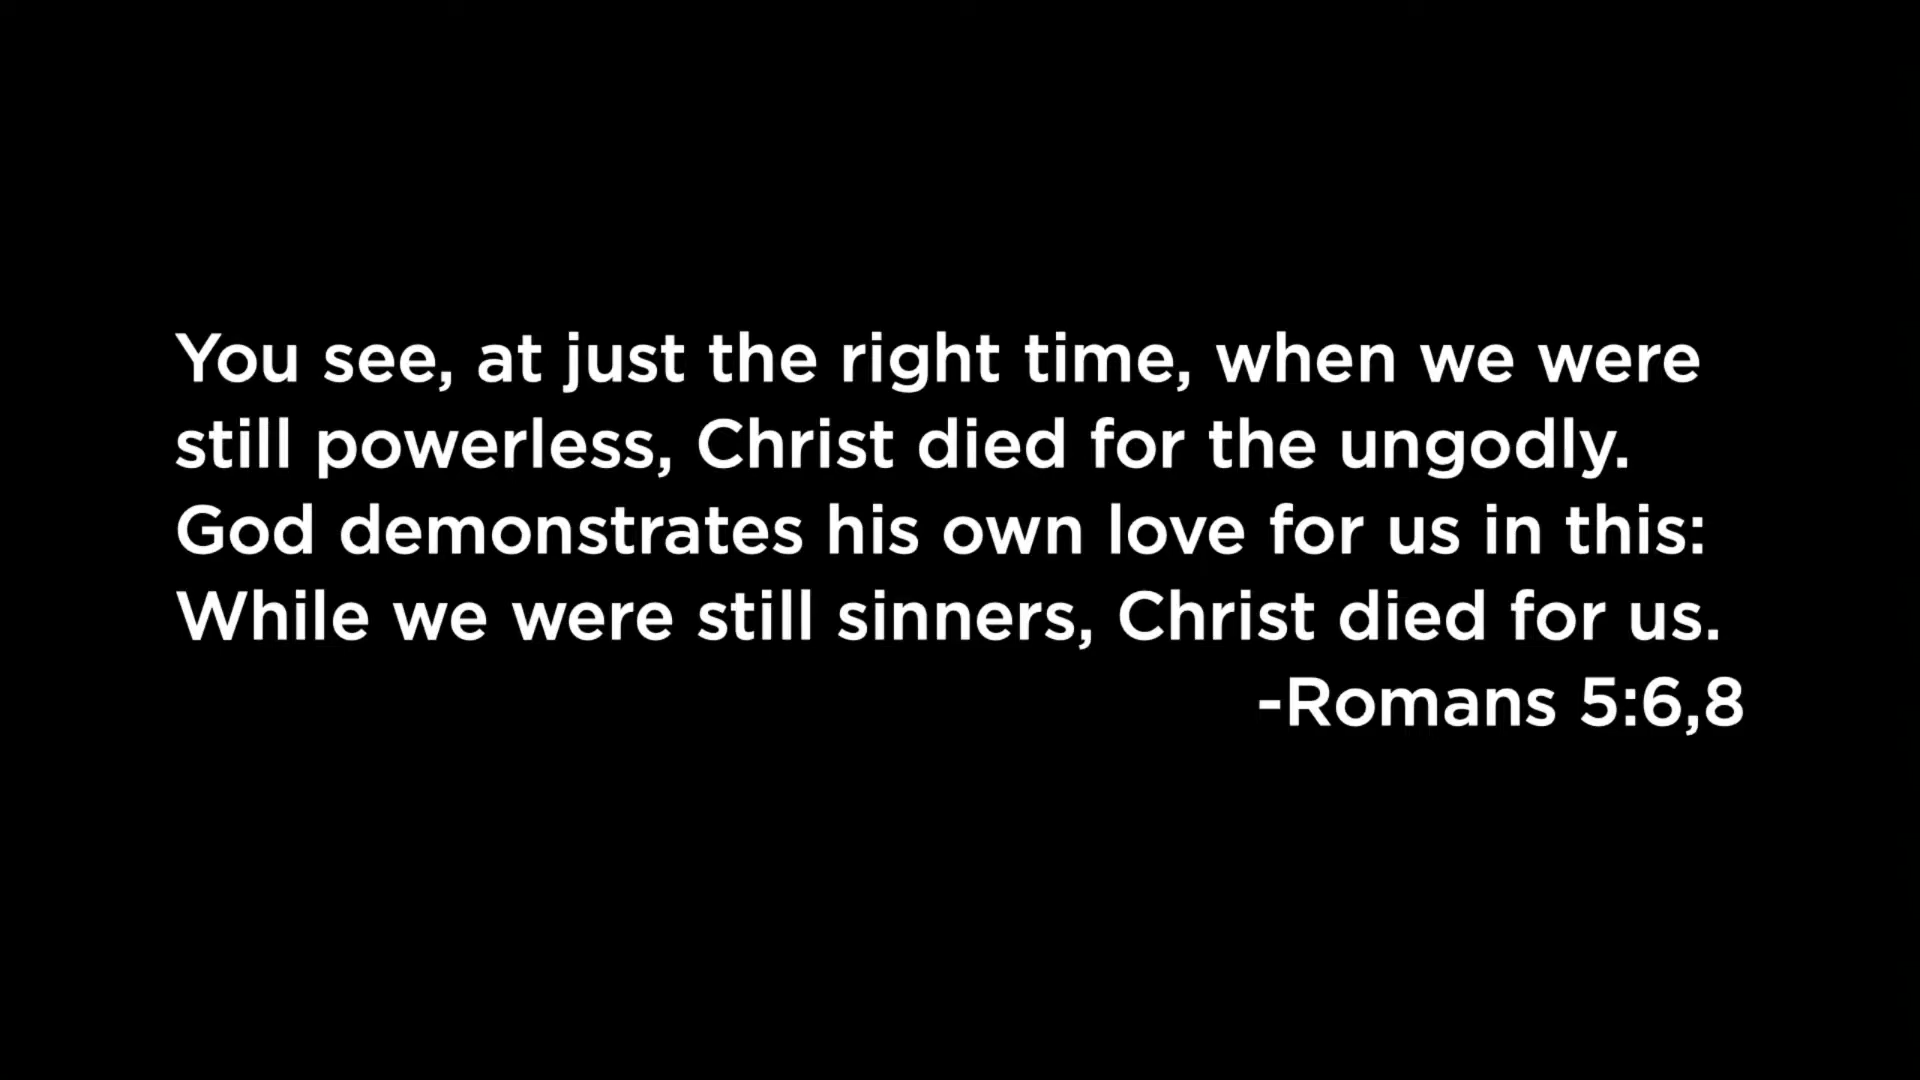 You see, at just the right time, when we were
still powerless, Christ died for the ungodly.
God demonstrates his own love for us in this:
While we were still sinners, Christ died for us.
-Romans 5:6,8